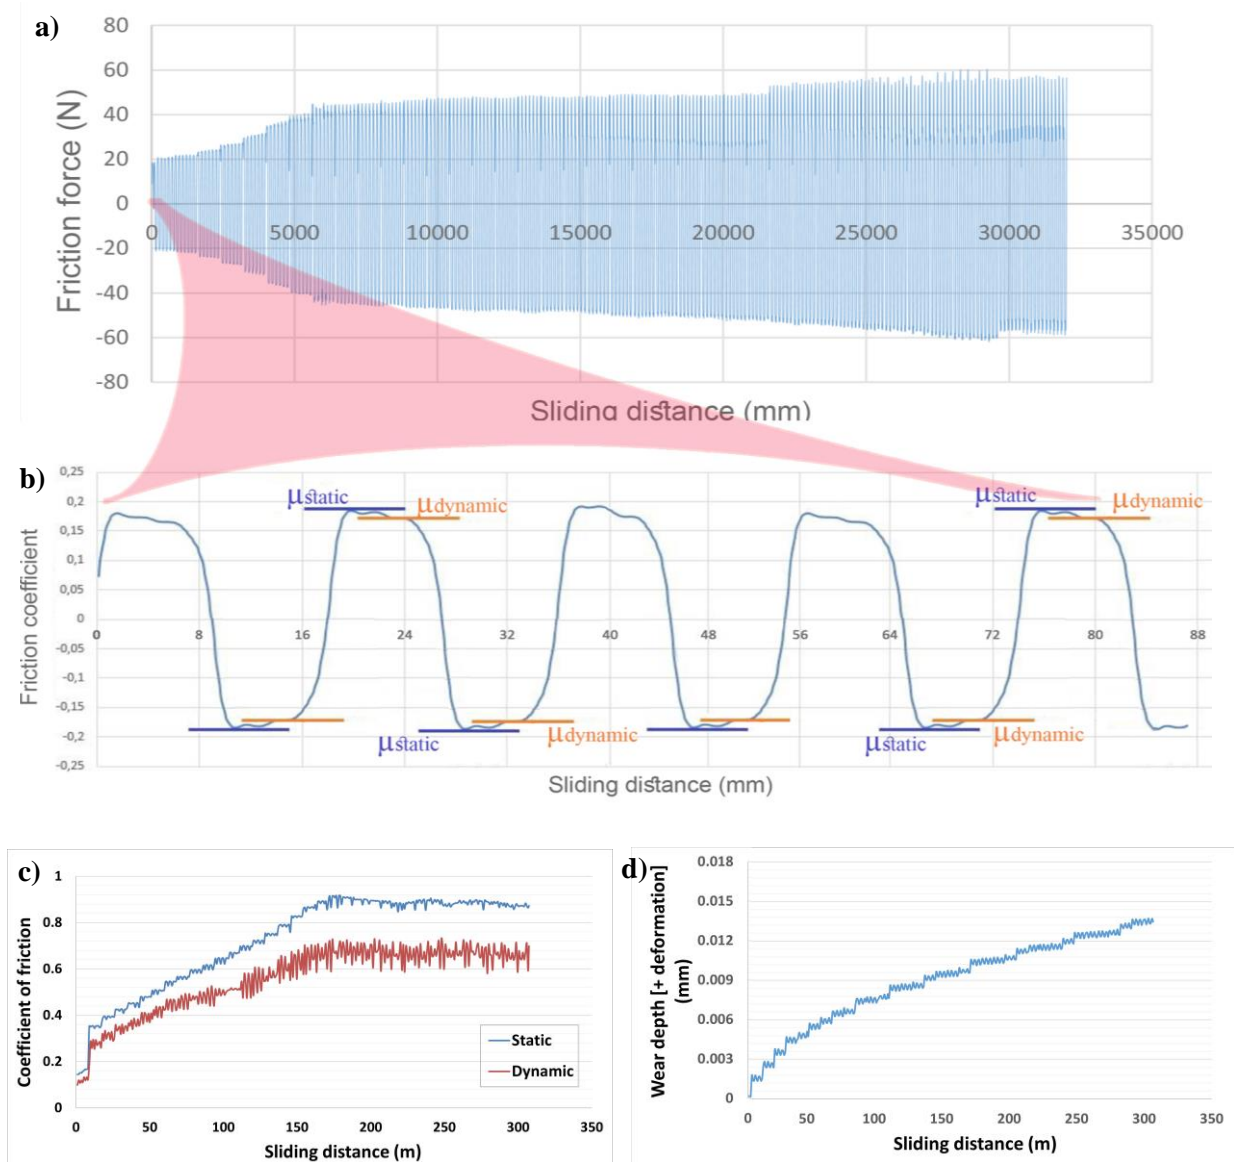 a)
80
60
40
20
0
-20
-40
-60
-80
Friction force (N)
0 5000 10000 15000 20000 25000 30000 35000
Sliding distance (mm)
b)
0,25
0,2
0,15
0,1
0,05
0
-0,05
-0,1
-0,15
-0,2
-0,25
Friction coefficient
μstatic
μdynamic
μstatic
μdynamic
0 8 16 24 32 40 48 56 64 72 80 88
μstatic
μdynamic
μstatic
μdynamic
Sliding distance (mm)
c)
1
0.8
0.6
0.4
0.2
0
Coefficient of friction
Static
Dynamic
0 50 100 150 200 250 300 350
Sliding distance (m)
d)
0.018
0.015
0.012
0.009
0.006
0.003
0
Wear depth [+ deformation]
(mm)
0 50 100 150 200 250 300 350
Sliding distance (m)